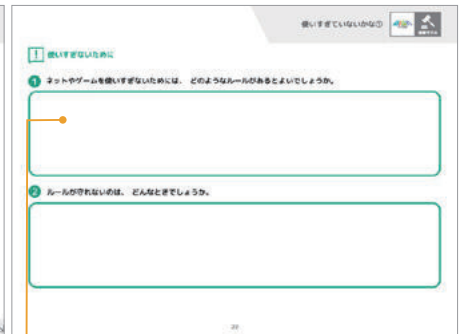 使いすぎていないかな①
使いすぎないために
1 ネットやゲームを使いすぎないためには、どのようなルールがあるとよいでしょうか。
2 ルールが守れないのは、どんなときでしょうか。